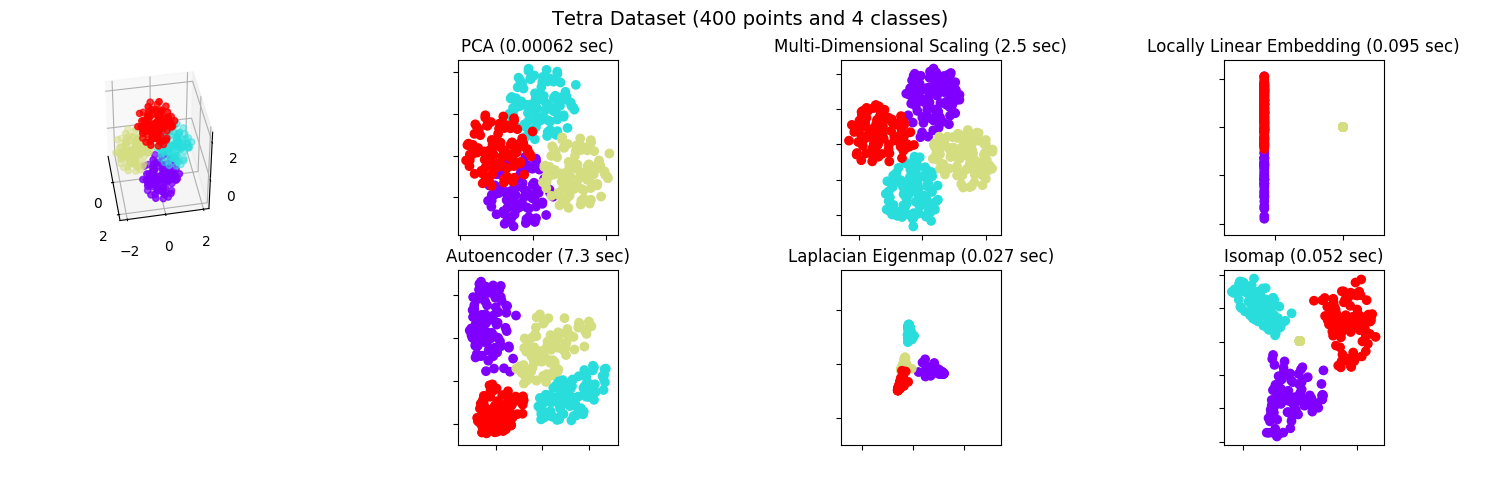 Tetra Dataset (400 points and 4 classes)
PCA (0.00062 sec)
Multi-Dimensional Scaling (2.5 sec)
Locally Linear Embedding (0.095 sec)
2
0
0
2
−2
0
2
Autoencoder (7.3 sec)
Laplacian Eigenmap (0.027 sec)
Isomap (0.052 sec)